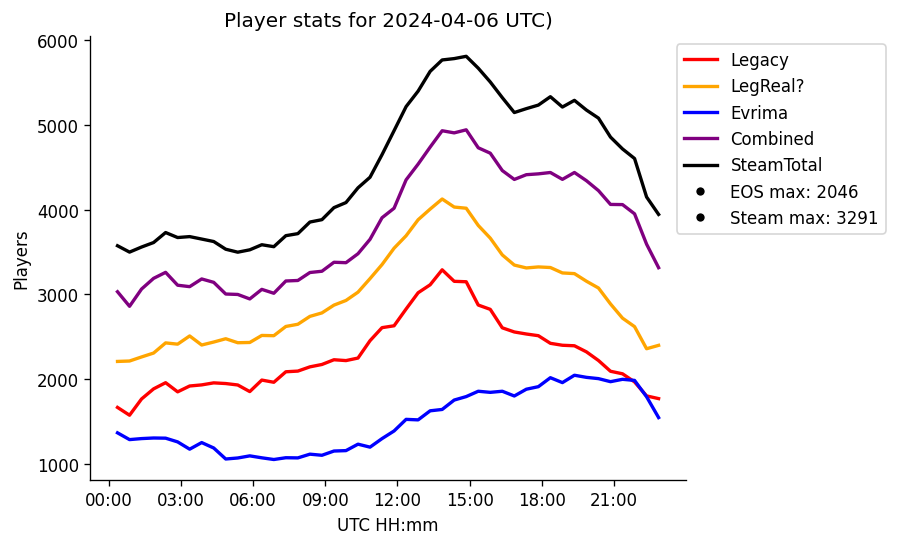 Player stats for 2024-04-06 UTC)
6000
5000
4000
3000
2000
1000
Players
00:00 03:00 06:00 09:00 12:00 15:00 18:00 21:00
UTC HH:mm
Legacy
LegReal?
Evrima
Combined
SteamTotal
EOS max: 2046
Steam max: 3291